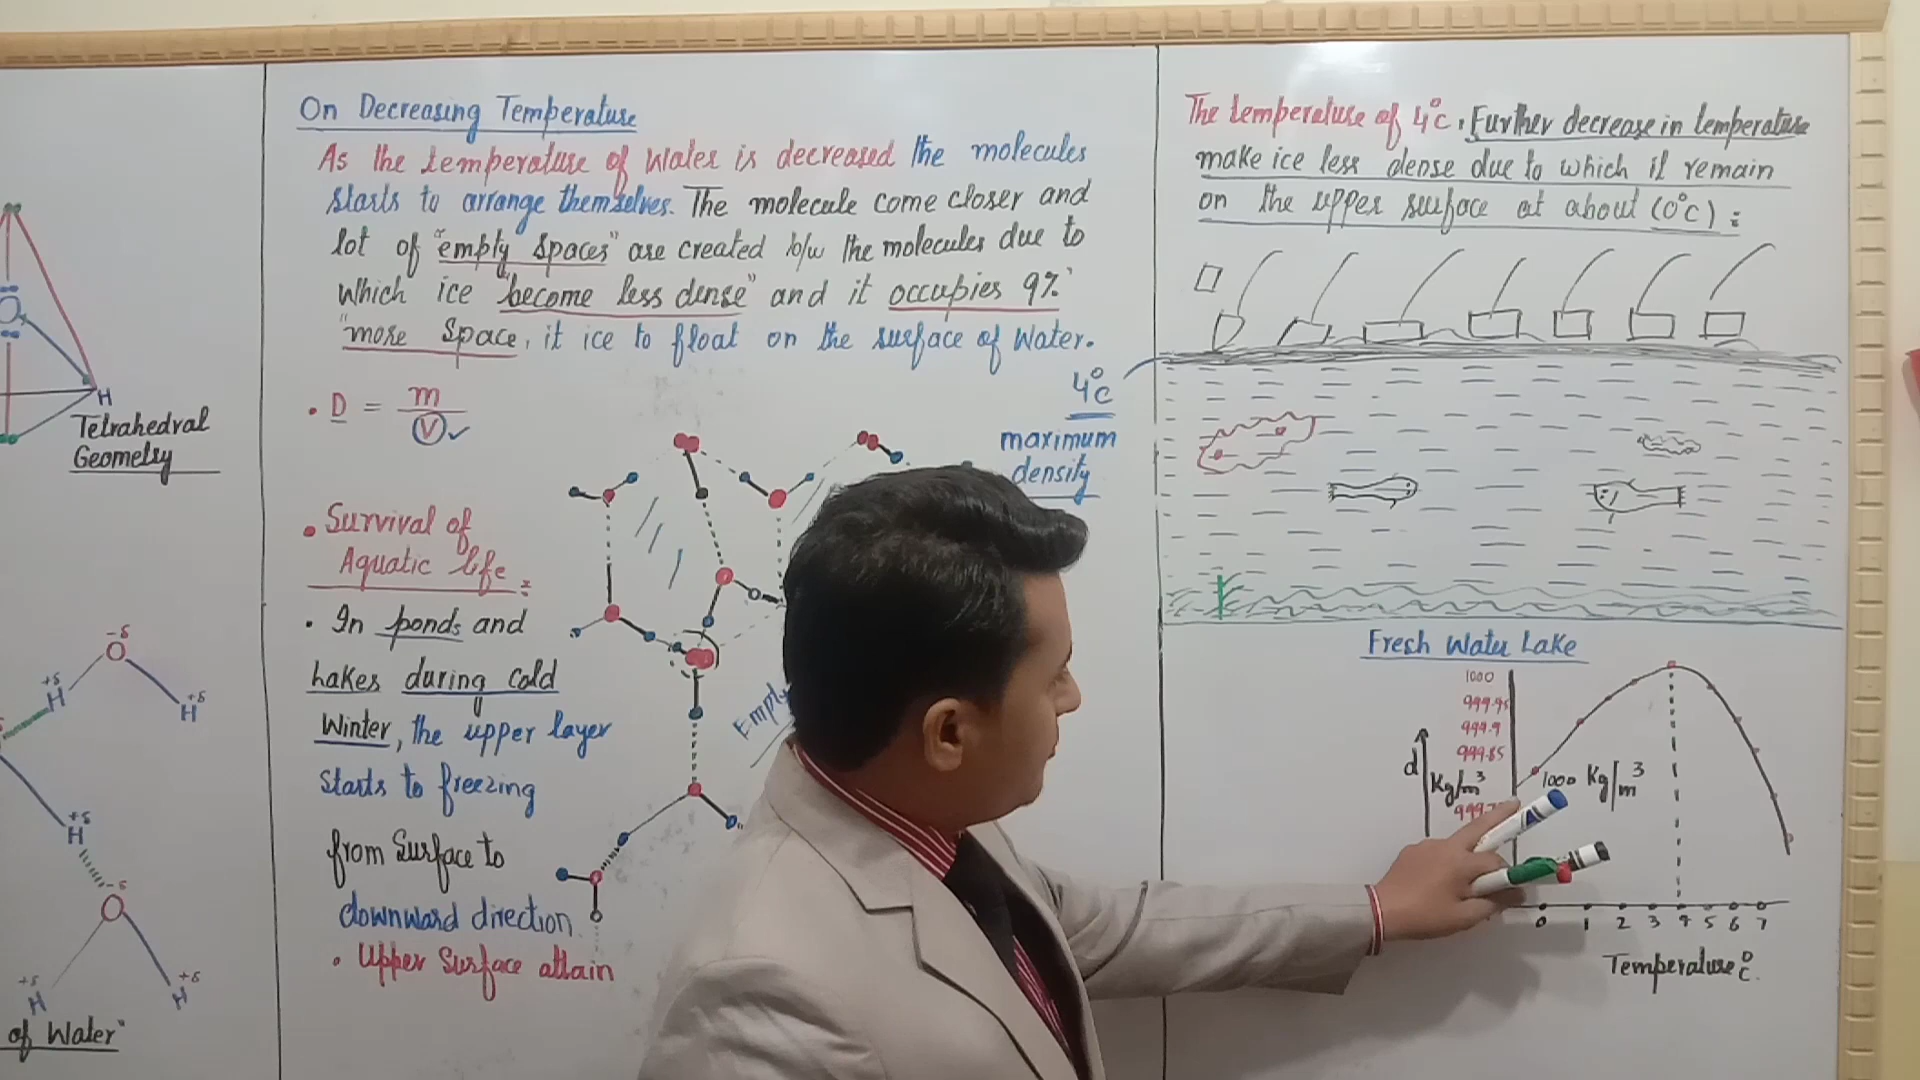 Tetrahedral
Geometry
H
O
-δ
O
+δ
H
+δ
H
+δ
H
-δ
O
+δ
H
+δ
H
of Water"
On Decreasing Temperature
As the temperature of Water is decreased the molecules
starts to arrange themselves. The molecule come closer and
lot of "empty spaces" are created b/w the molecules due to
Which ice "become less dense" and it occupies 9%"
"more Space, it ice to float on the surface of Water.
• D = m
V
• Survival of
Aquatic life :
• In ponds and
Lakes during cold
Winter, the upper layer
starts to freezing
from Surface to
downward direction
• Upper Surface attain
4°C
maximum
density
The temperature of 4°C. Further decrease in temperature
make ice less dense due to which it remain
on the upper surface at about (0°C) :
Fresh Water Lake
1000
999.95
999.9
999.85
d
Kg/m³
1000 Kg/m³
0 1 2 3 4 5 6 7
Temperature °C